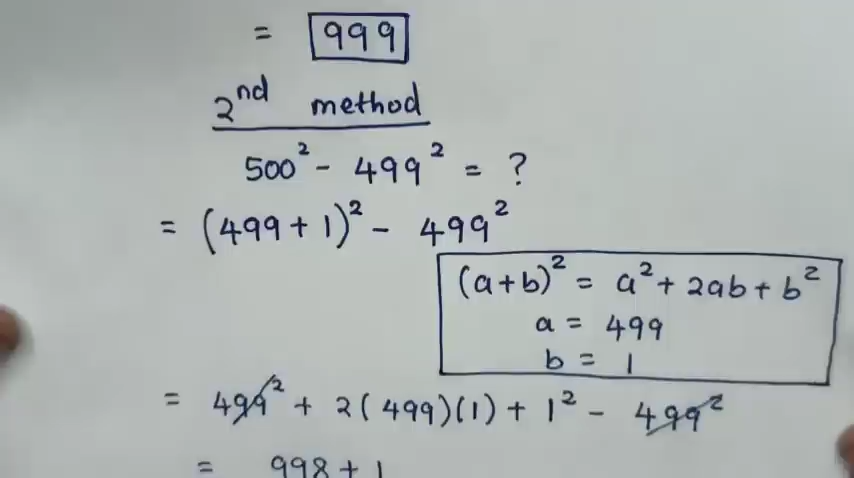 = 999
2nd method
500² - 499² = ?
= (499 + 1)² - 499²
(a+b)² = a² + 2ab + b²
a = 499
b = 1
= 499² + 2(499)(1) + 1² - 499²
= 998 + 1